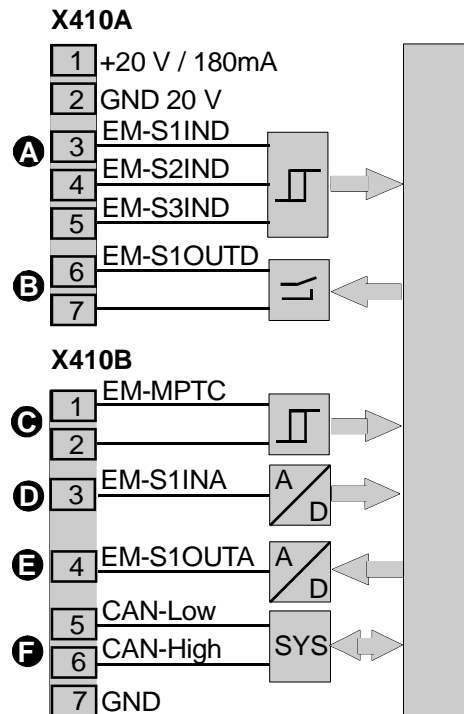 X410A
1 +20 V / 180mA
2 GND 20 V
A 3 EM-S1IND
4 EM-S2IND
5 EM-S3IND
B 6 EM-S1OUTD
7
X410B
C 1 EM-MPTC
2
D 3 EM-S1INA A D
E 4 EM-S1OUTA A D
F 5 CAN-Low SYS
6 CAN-High
7 GND